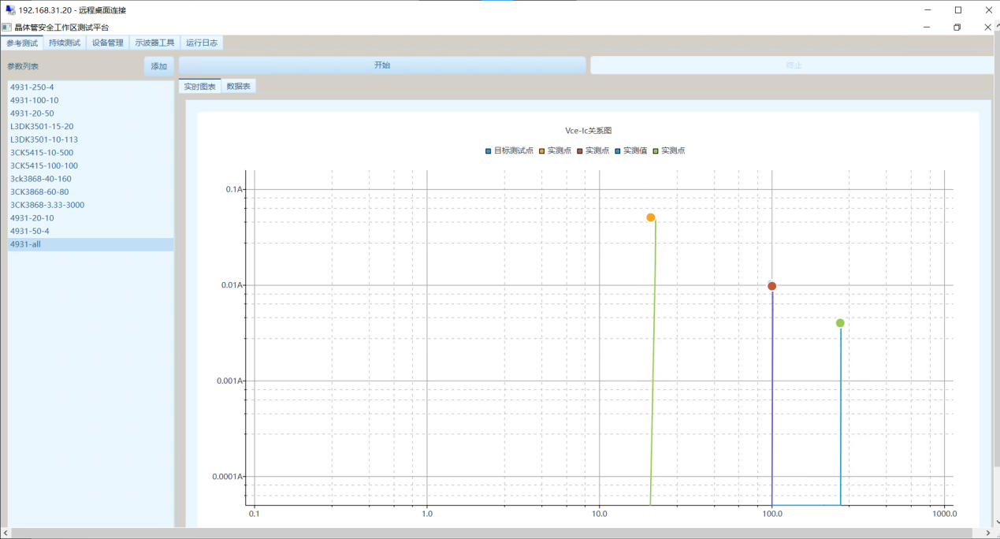 192.168.31.20 - 远程桌面连接
晶体管安全工作区测试平台
参考测试 持续测试 设备管理 示波器工具 运行日志
参数列表 添加 开始 终止
实时图表 数据表
4931-250-4
4931-100-10
4931-20-50
L3DK3501-15-20
L3DK3501-10-113
3CK5415-10-500
3CK5415-100-100
3ck3868-40-160
3CK3868-60-80
3CK3868-3.33-3000
4931-20-10
4931-50-4
4931-all
Vce-Ic关系图
目标测试点 实测点 实测点 实测值 实测点
0.1A
0.01A
0.001A
0.0001A
0.1 1.0 10.0 100.0 1000.0